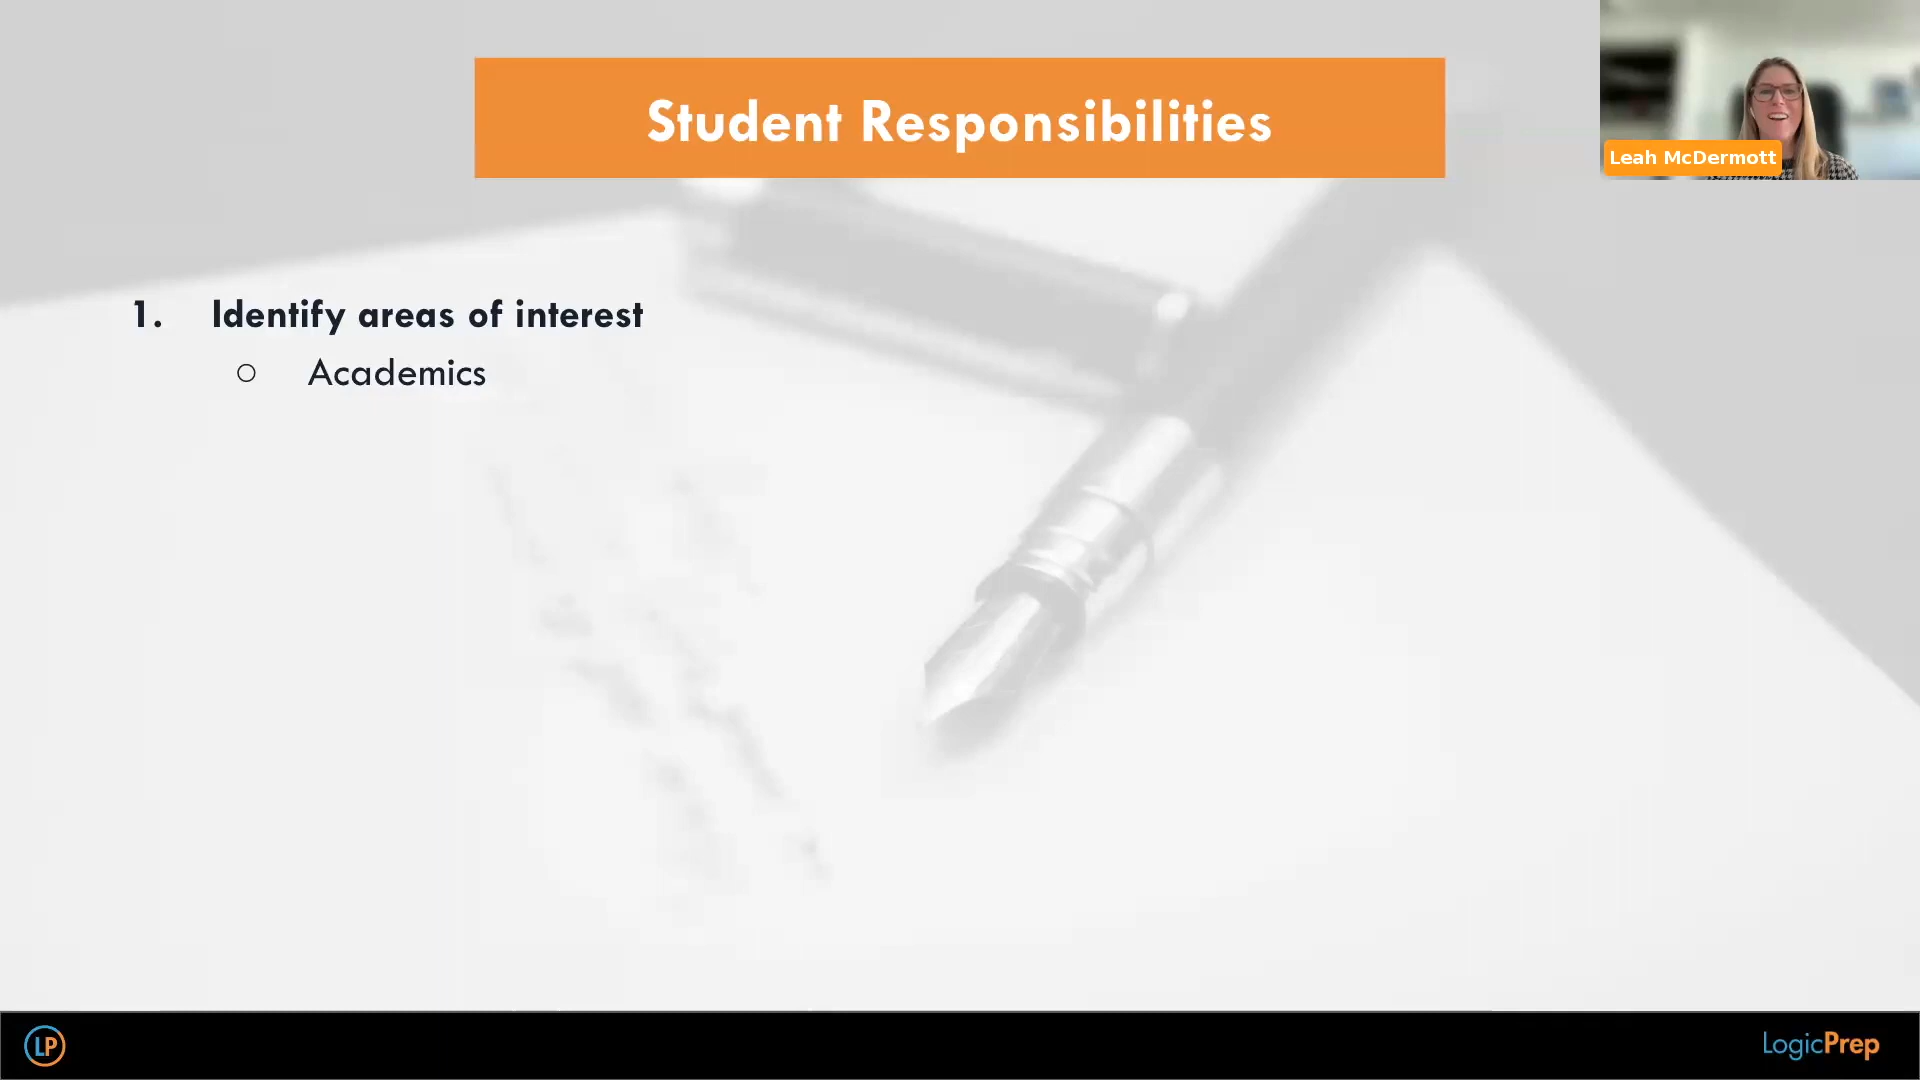 Student Responsibilities
Leah McDermott
1. Identify areas of interest
○ Academics
LP
LogicPrep